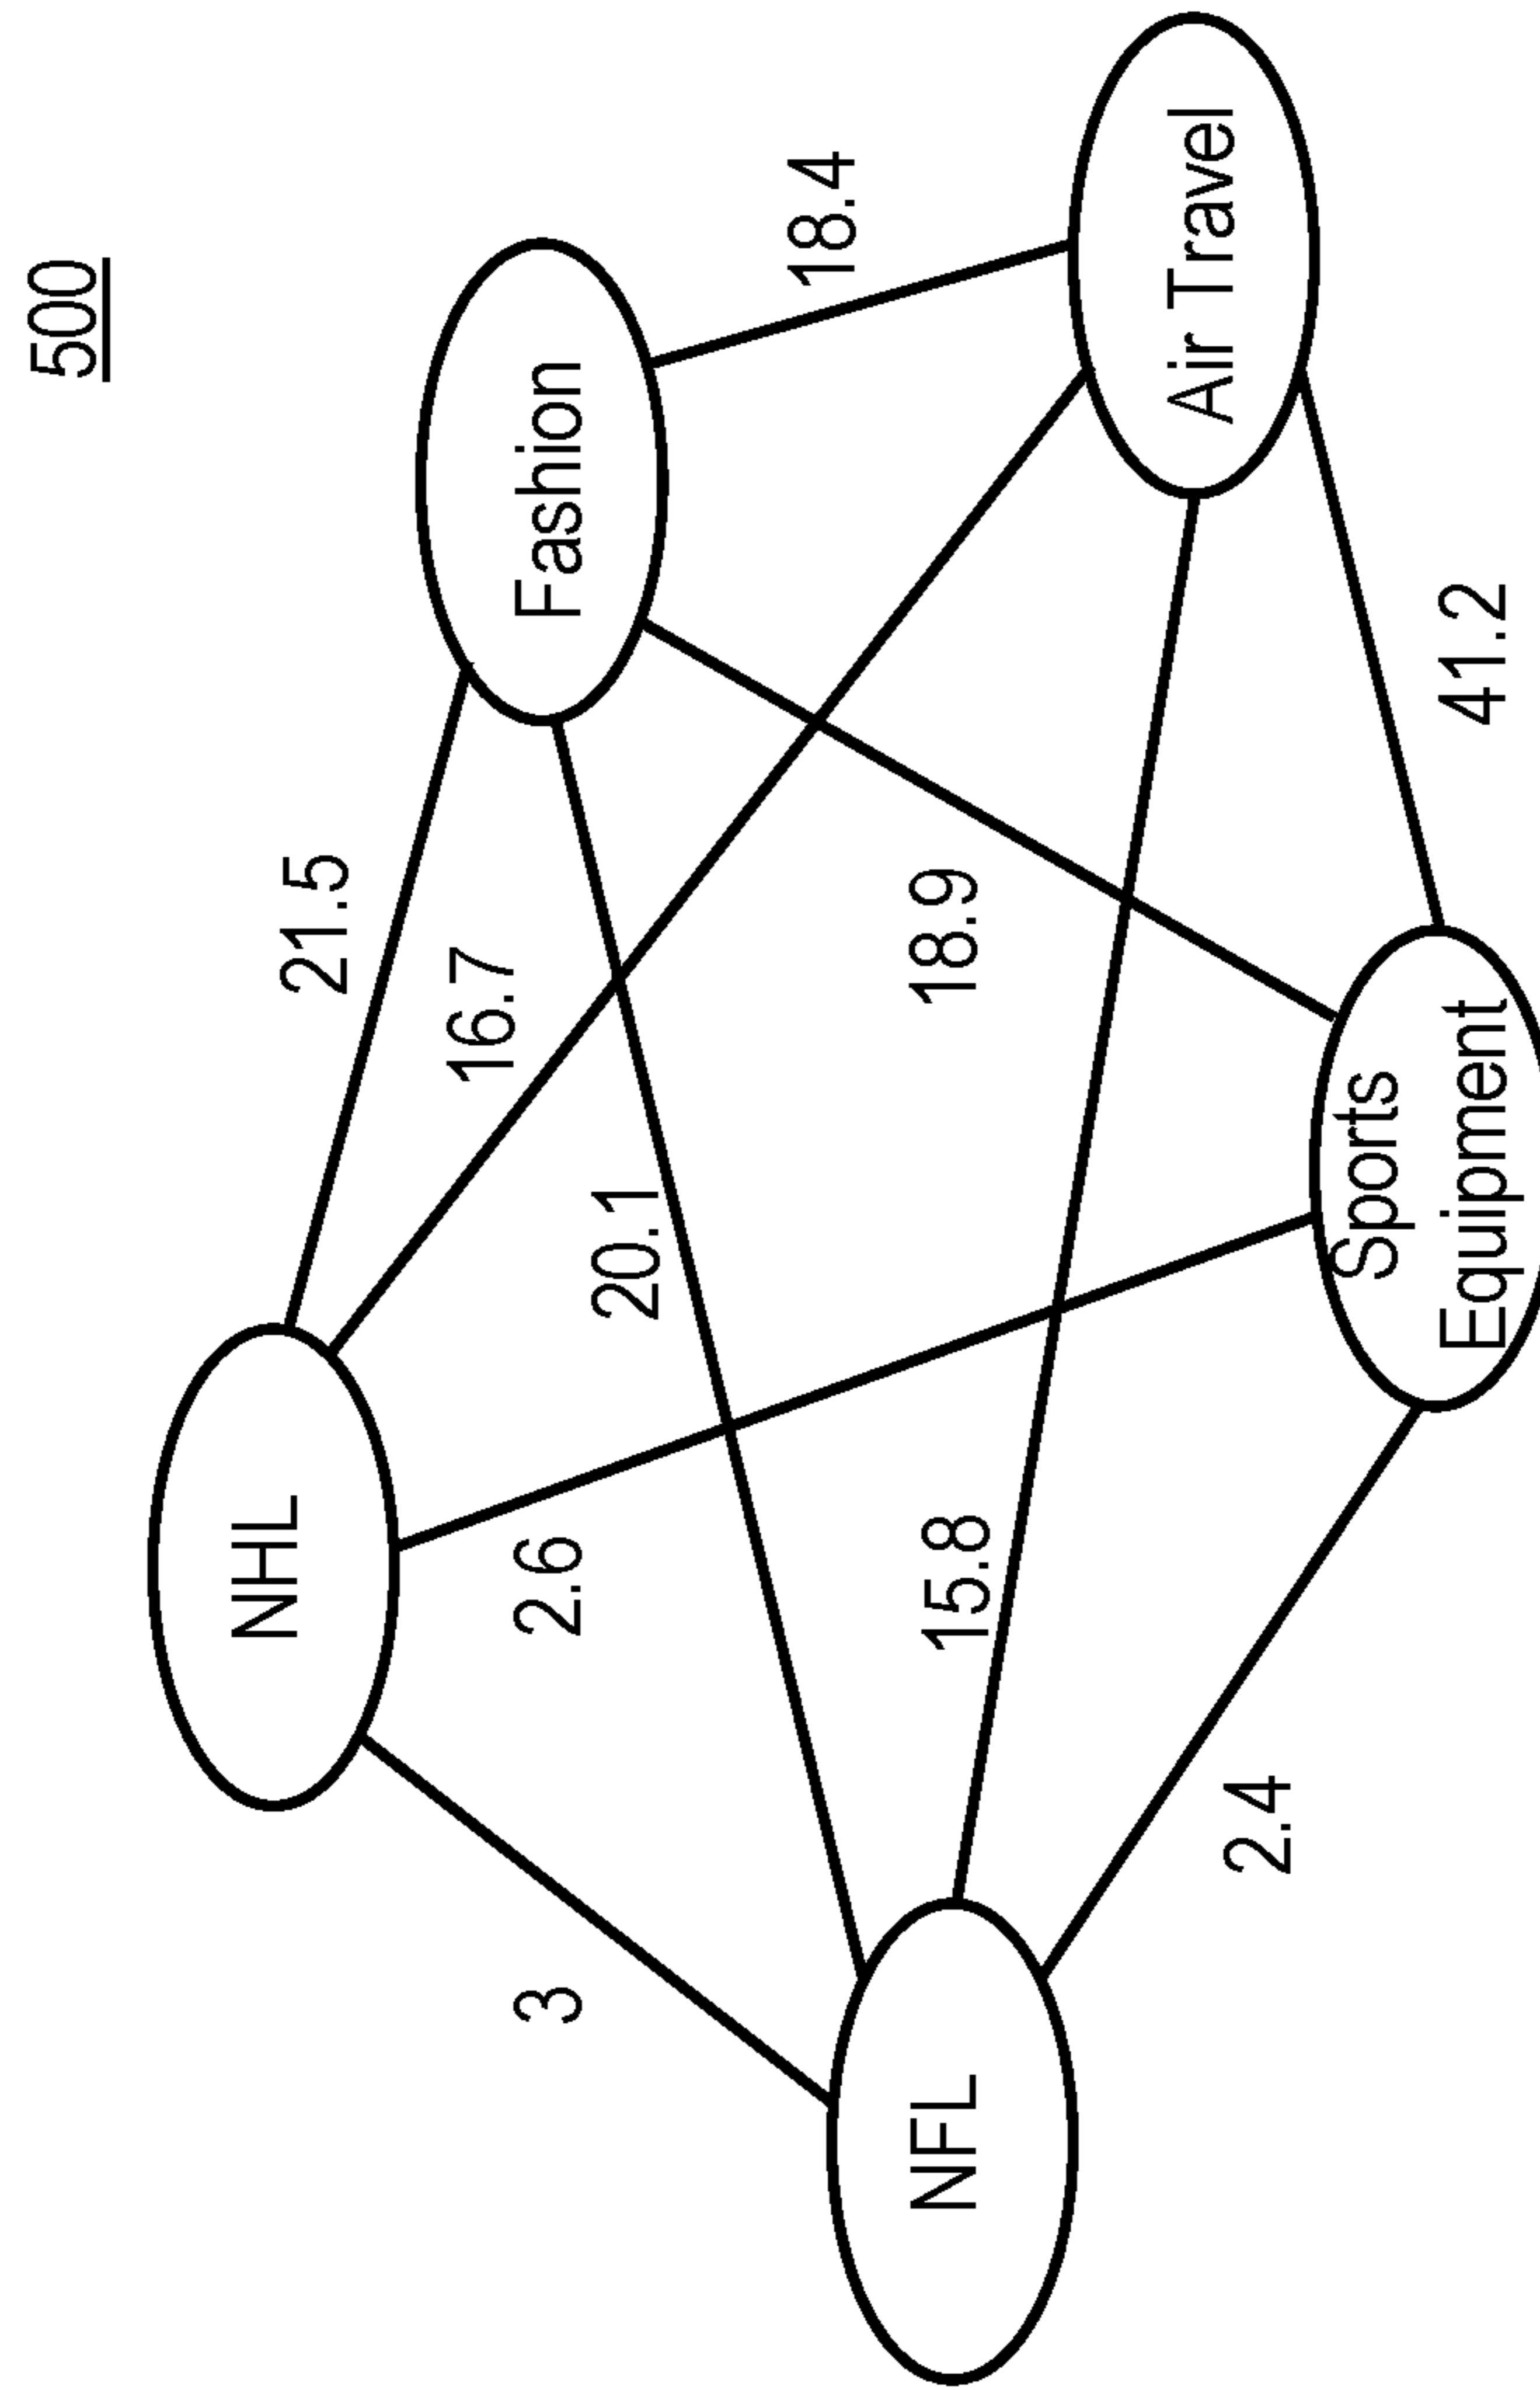 500
NHL
Fashion
NFL
Air Travel
Sports
Equipment
21.5
16.7
20.1
18.4
3
2.6
18.9
15.8
2.4
41.2